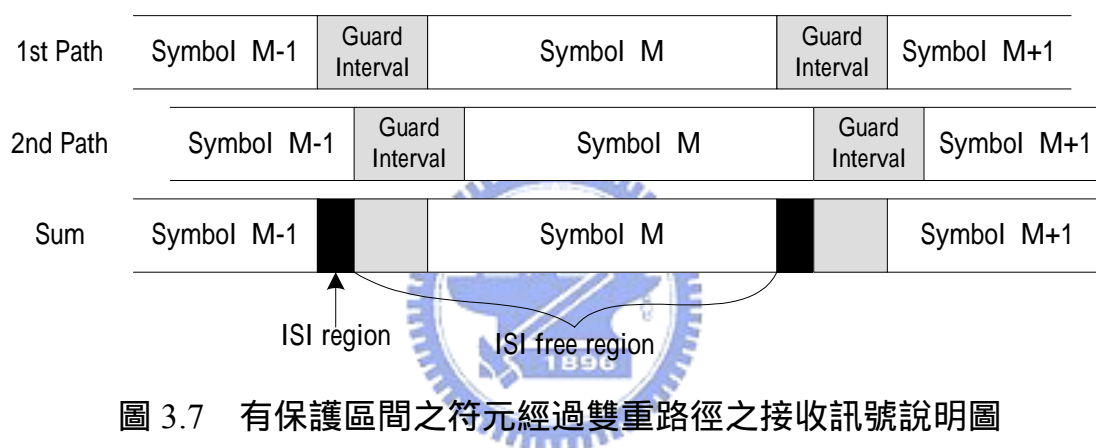 1st Path
Symbol M-1
Guard
Interval
Symbol M
Guard
Interval
Symbol M+1
2nd Path
Symbol M-1
Guard
Interval
Symbol M
Guard
Interval
Symbol M+1
Sum
Symbol M-1
Symbol M
Symbol M+1
ISI region
ISI free region
1896
圖 3.7 有保護區間之符元經過雙重路徑之接收訊號說明圖